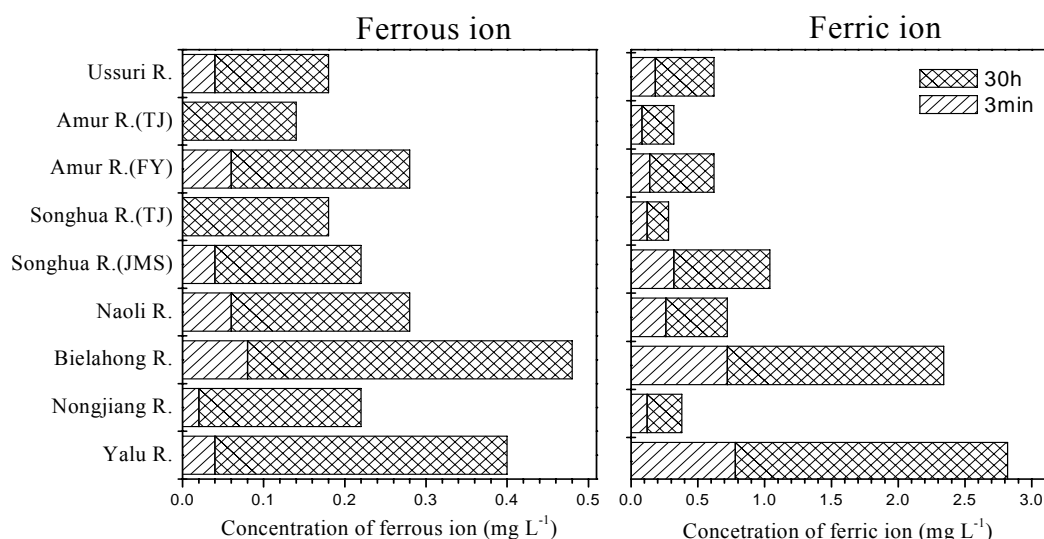 Ferrous ion
Ferric ion
Ussuri R.
Amur R.(TJ)
Amur R.(FY)
Songhua R.(TJ)
Songhua R.(JMS)
Naoli R.
Bielahong R.
Nongjiang R.
Yalu R.
30h
3min
0.0 0.1 0.2 0.3 0.4 0.5
0.0 0.5 1.0 1.5 2.0 2.5 3.0
Concentration of ferrous ion (mg L⁻¹)
Concetration of ferric ion (mg L⁻¹)